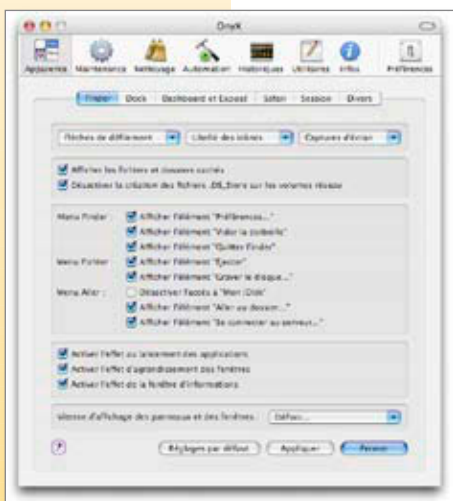 OnyX
Apparence Maintenance Nettoyage Automation Historiques Utilitaires Infos Préférences
Finder Dock Dashboard et Exposé Safari Session Divers
Flèches de défilement Libellé des icônes Captures d'écran
Afficher les fichiers et dossiers cachés
Désactiver la création des fichiers .DS_Store sur les volumes réseau
Menu Finder : Afficher l'élément "Préférences..."
Afficher l'élément "Vider la corbeille"
Afficher l'élément "Quitter Finder"
Menu Fichier : Afficher l'élément "Ejecter"
Afficher l'élément "Graver le disque..."
Menu Aller : Désactiver l'accès à "Mon iDisk"
Afficher l'élément "Aller au dossier..."
Afficher l'élément "Se connecter au serveur..."
Activer l'effet au lancement des applications
Activer l'effet d'agrandissement des fenêtres
Activer l'effet de la fenêtre d'informations
Vitesse d'affichage des panneaux et des fenêtres : Défaut...
? Réglages par défaut Appliquer Fermer